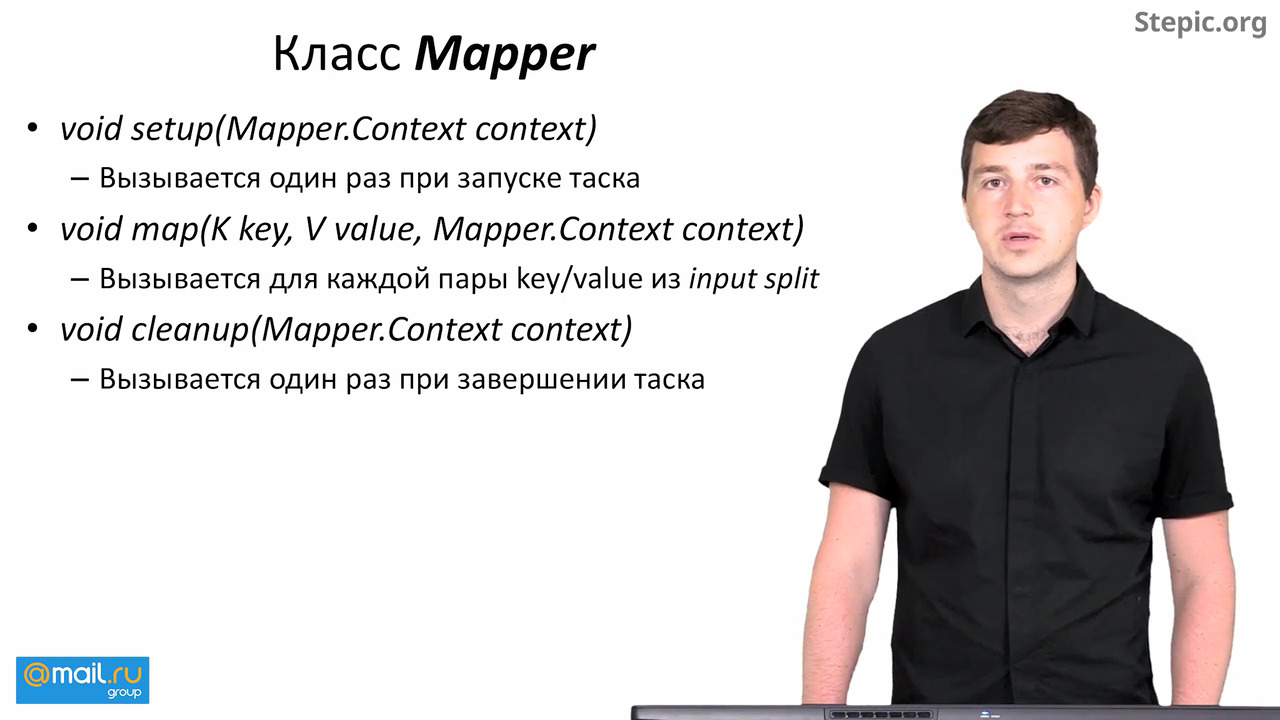 Stepic.org
Класс Mapper
• void setup(Mapper.Context context)
– Вызывается один раз при запуске таска
• void map(K key, V value, Mapper.Context context)
– Вызывается для каждой пары key/value из input split
• void cleanup(Mapper.Context context)
– Вызывается один раз при завершении таска
@mail.ru
group